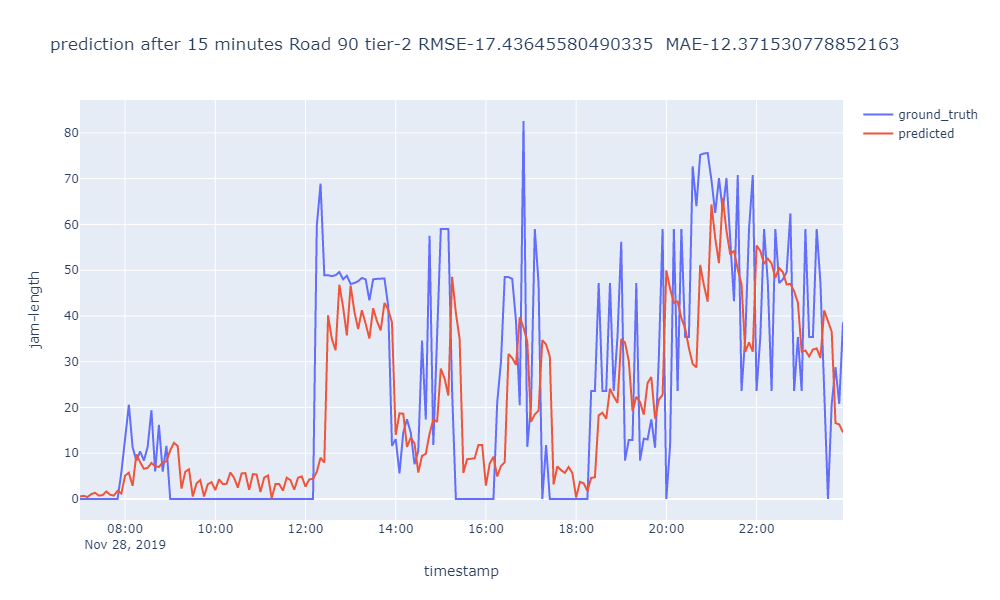 prediction after 15 minutes Road 90 tier-2 RMSE-17.43645580490335  MAE-12.371530778852163
ground_truth
predicted
80
70
60
50
40
30
20
10
0
jam-length
08:00 10:00 12:00 14:00 16:00 18:00 20:00 22:00
Nov 28, 2019
timestamp